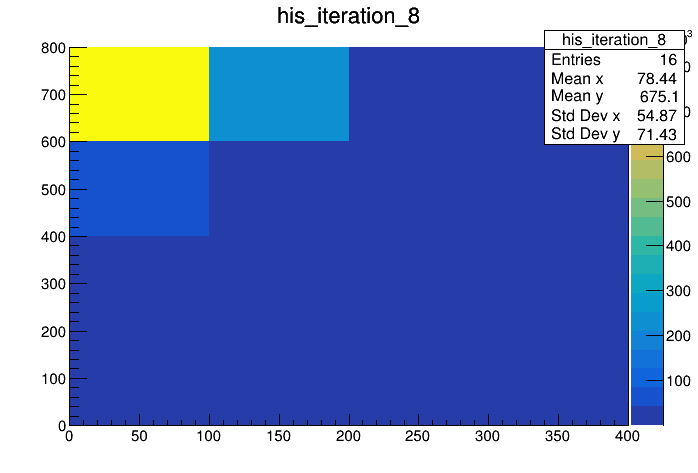 his_iteration_8
his_iteration_8
Entries 16
Mean x 78.44
Mean y 675.1
Std Dev x 54.87
Std Dev y 71.43
800
700
600
500
400
300
200
100
0
0 50 100 150 200 250 300 350 400
600
500
400
300
200
100